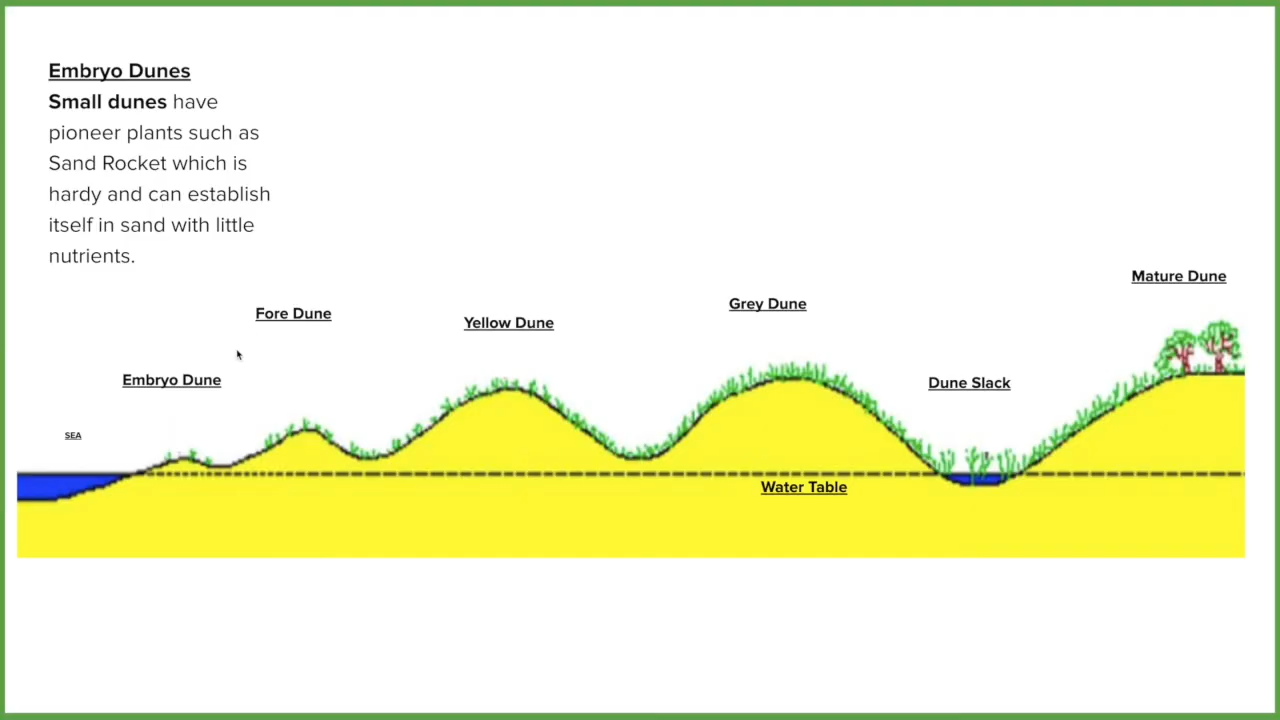 Embryo Dunes
Small dunes have
pioneer plants such as
Sand Rocket which is
hardy and can establish
itself in sand with little
nutrients.
Mature Dune
Grey Dune
Fore Dune
Yellow Dune
Embryo Dune
Dune Slack
SEA
Water Table